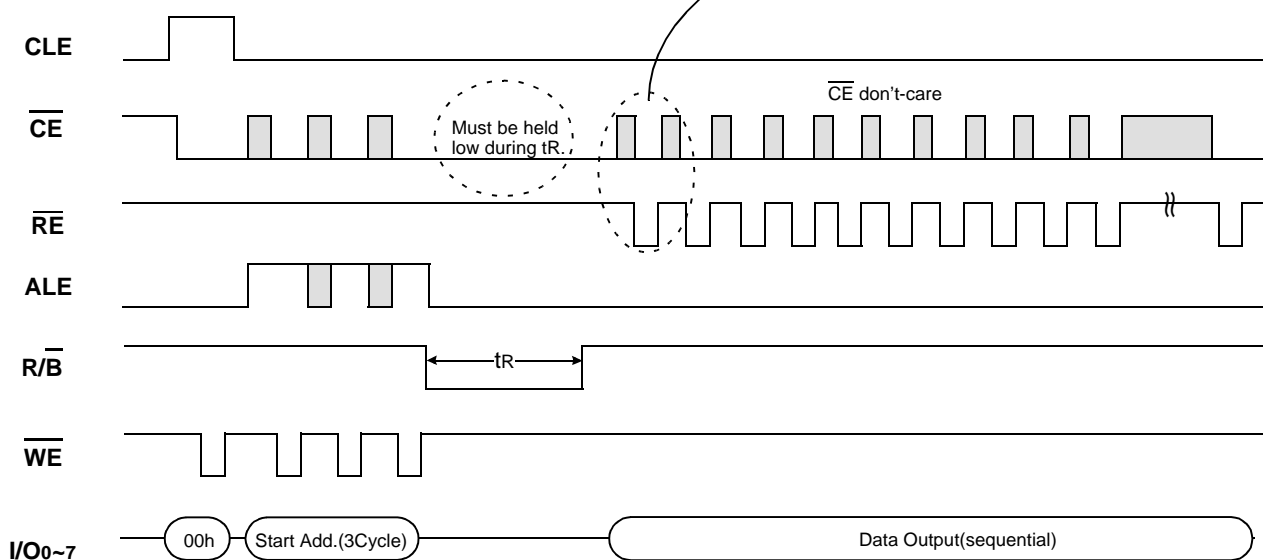 CLE
CE don't-care
CE
Must be held
low during tR.
RE
ALE
R/B
tR
WE
I/O0~7
00h
Start Add.(3Cycle)
Data Output(sequential)